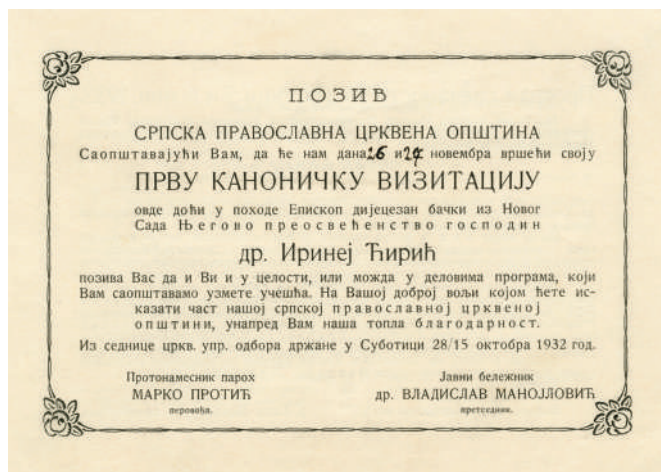 ПОЗИВ
СРПСКА ПРАВОСЛАВНА ЦРКВЕНА ОПШТИНА
Саопштавајући Вам, да ће нам дана 26 и 27 новембра вршећи своју
ПРВУ КАНОНИЧКУ ВИЗИТАЦИЈУ
овде доћи у походе Епископ дијецезан бачки из Новог
Сада Његово преосвећенство господин
др. Иринеј Ћирић
позива Вас да и Ви и у целости, или можда у деловима програма, који
Вам саопштавамо узмете учешћа. На Вашој доброј вољи којом ћете ис-
казати част нашој српској православној црквеној
општини, унапред Вам наша топла благодарност.
Из седнице цркв. упр. одбора држане у Суботици 28/15 октобра 1932 год.
Протонамесник парох
МАРКО ПРОТИЋ
перовођа.
Јавни бележник
др. ВЛАДИСЛАВ МАНОЈЛОВИЋ
претседник.